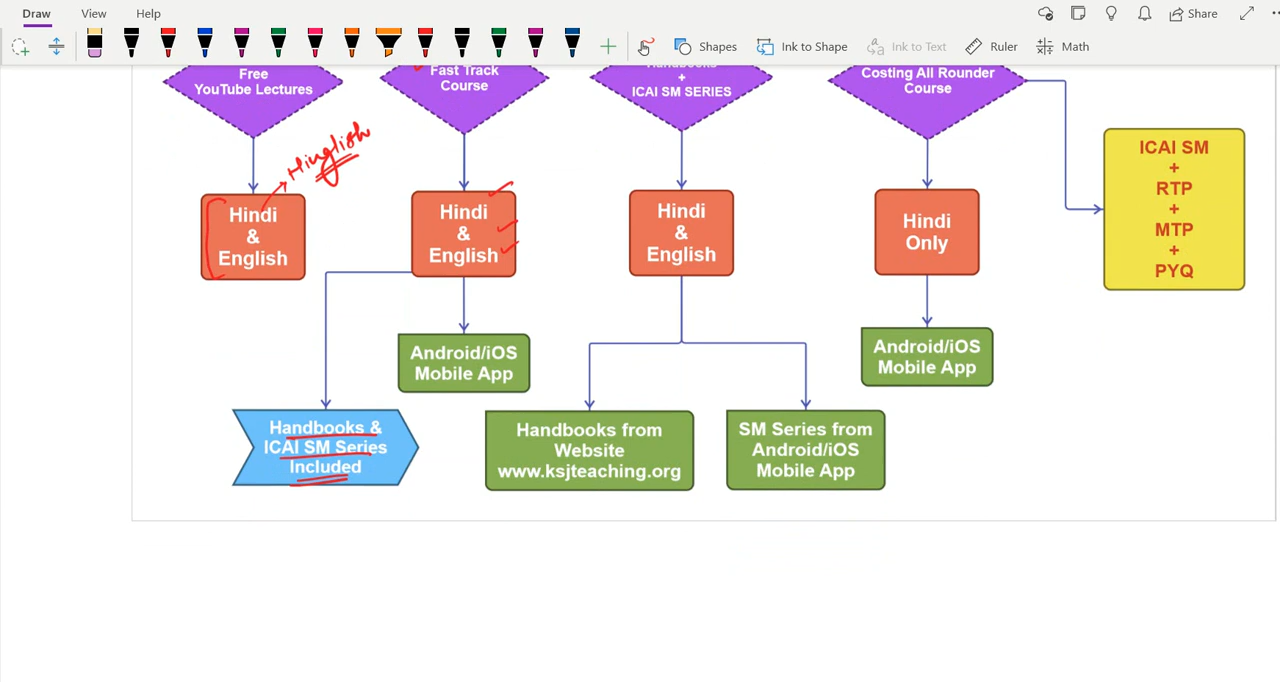 Draw View Help
Share
Shapes
Ink to Shape
Ink to Text
Ruler
Math
Free
YouTube Lectures
Fast Track
Course
Handbooks
+
ICAI SM SERIES
Costing All Rounder
Course
Hinglish
Hindi
&
English
Hindi
&
English
Hindi
&
English
Hindi
Only
ICAI SM
+
RTP
+
MTP
+
PYQ
Android/iOS
Mobile App
Android/iOS
Mobile App
Handbooks &
ICAI SM Series
Included
Handbooks from
Website
www.ksjteaching.org
SM Series from
Android/iOS
Mobile App